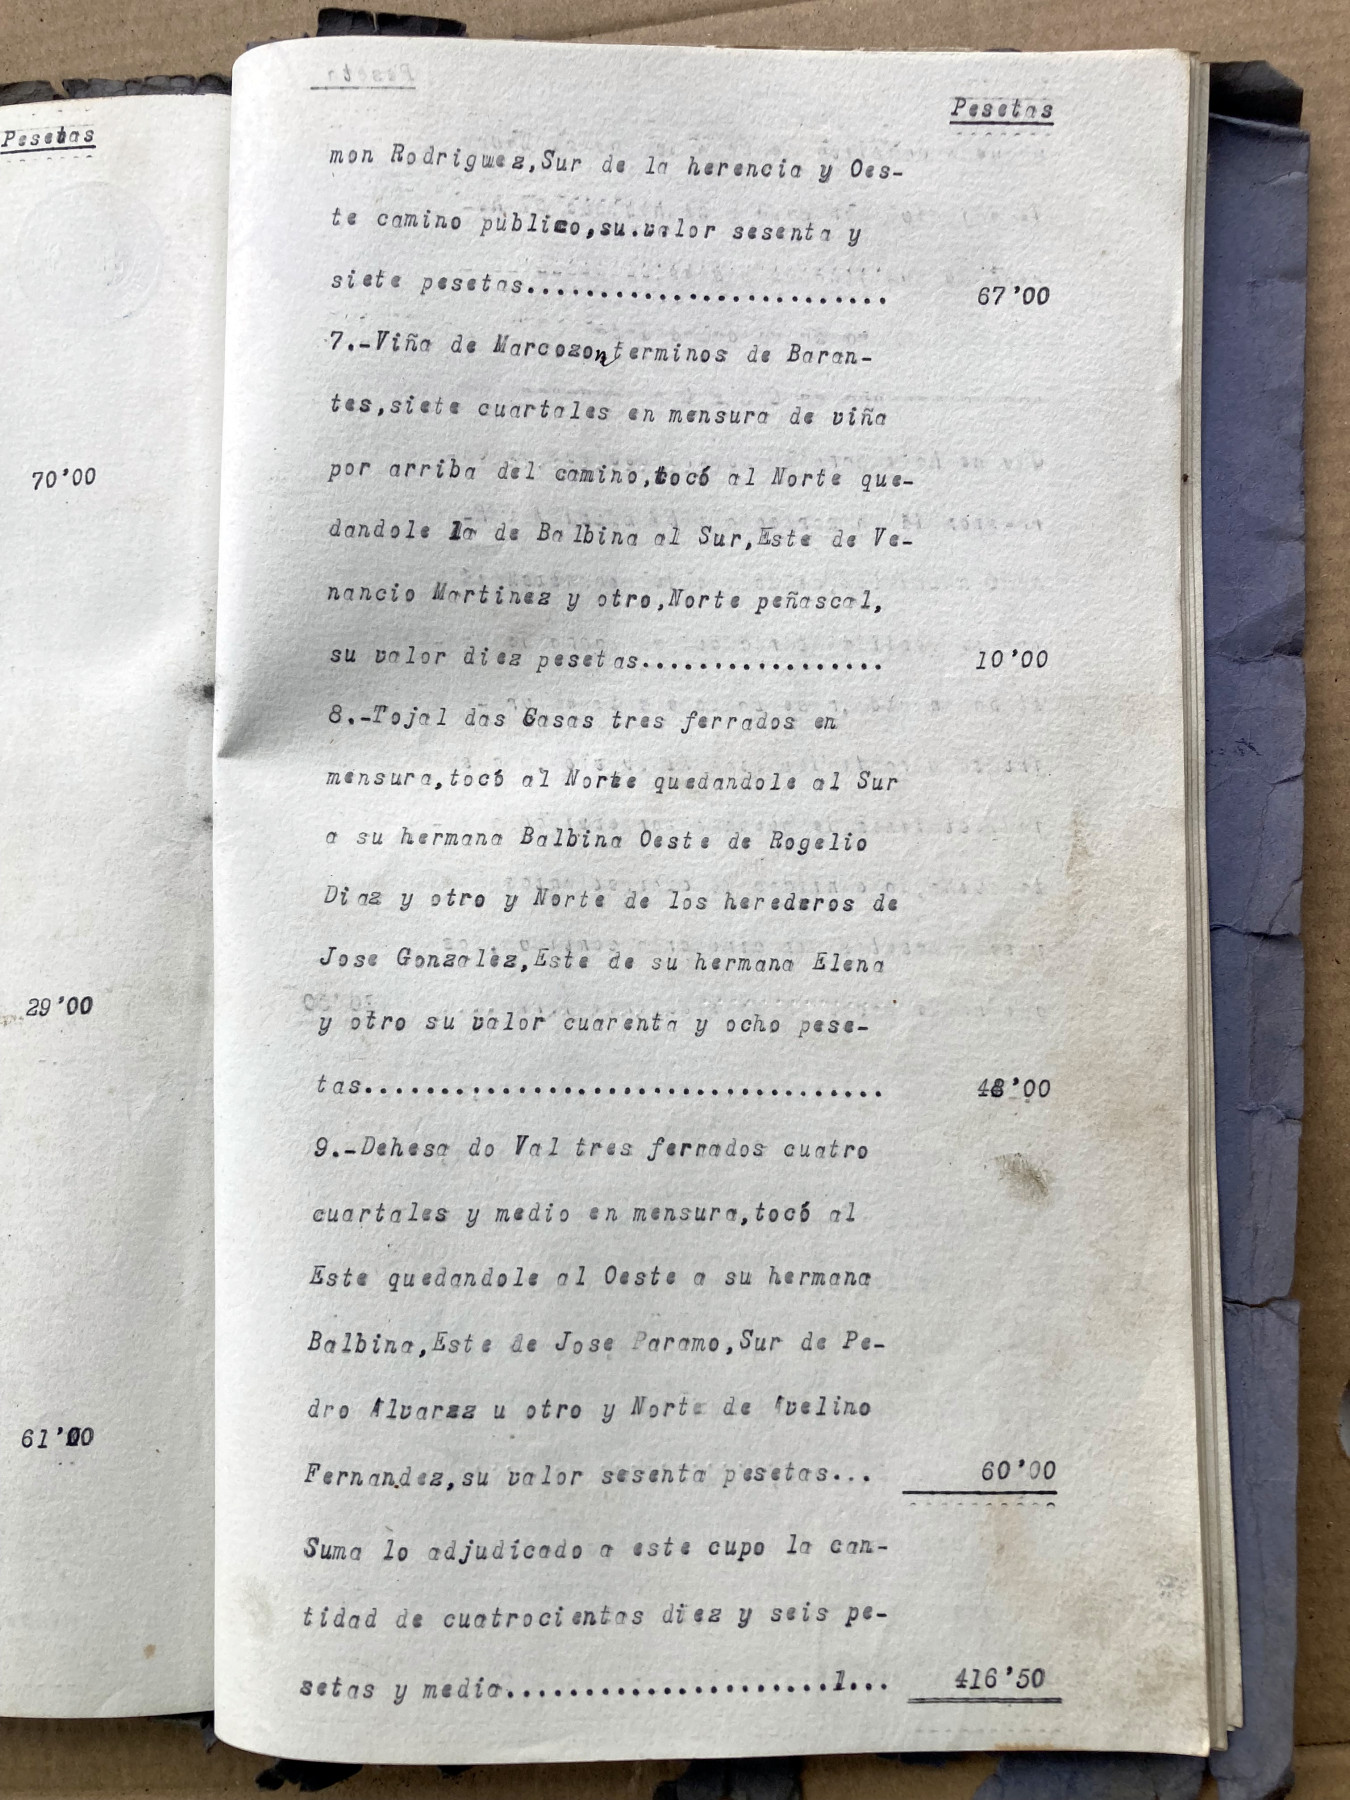 Pesetas
70'00
29'00
61'00
Pesetas
mon Rodriguez,Sur de la herencia y Oes-
te camino publico,su.valor sesenta y
siete pesetas........................ 67'00
7.-Viña de Marcozon terminos de Baran-
tes,siete cuartales en mensura de viña
por arriba del camino,tocó al Norte que-
dandole la de Balbina al Sur,Este de Ve-
nancio Martinez y otro,Norte peñascal,
su valor diez pesetas................ 10'00
8.-Tojal das Casas tres ferrados en
mensura,tocó al Norte quedandole al Sur
a su hermana Balbina Oeste de Rogelio
Diaz y otro y Norte de los herederos de
Jose Gonzalez,Este de su hermana Elena
y otro su valor cuarenta y ocho pese-
tas.................................. 48'00
9.-Dehesa do Val tres ferrados cuatro
cuartales y medio en mensura,tocó al
Este quedandole al Oeste a su hermana
Balbina,Este de Jose Paramo,Sur de Pe-
dro Alvarez u otro y Norte de Avelino
Fernandez,su valor sesenta pesetas... 60'00
Suma lo adjudicado a este cupo la can-
tidad de cuatrocientas diez y seis pe-
setas y media.....................1... 416'50